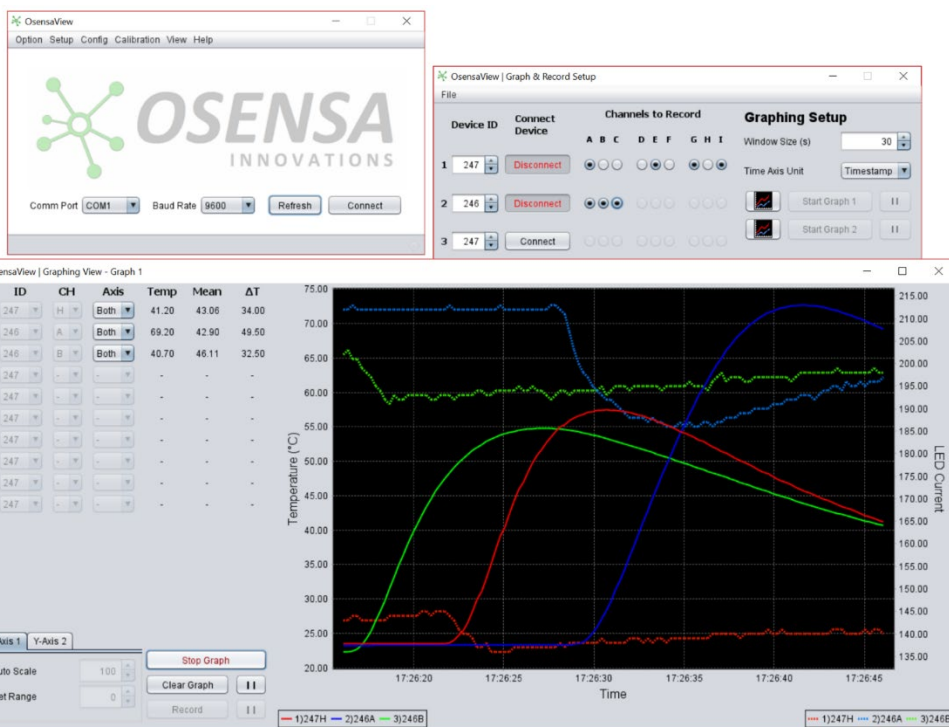 OsensaView
Option Setup Config Calibration View Help
OSENSA
INNOVATIONS
Comm Port COM1 Baud Rate 9600 Refresh Connect
OsensaView | Graph & Record Setup
File
Device ID Connect Device Channels to Record Graphing Setup
A B C D E F G H I Window Size (s) 30
1 247 Disconnect Time Axis Unit Timestamp
2 246 Disconnect Start Graph 1
Start Graph 2
3 247 Connect
ensaView | Graphing View - Graph 1
ID CH Axis Temp Mean ΔT
247 H Both 41.20 43.06 34.00
246 A Both 69.20 42.90 49.50
246 B Both 40.70 46.11 32.50
247 - - - - -
247 - - - - -
247 - - - - -
247 - - - - -
247 - - - - -
247 - - - - -
247 - - - - -
Axis 1 Y-Axis 2
uto Scale 100
et Range 0
Stop Graph
Clear Graph
Record
75.00
70.00
65.00
60.00
55.00
50.00
45.00
40.00
35.00
30.00
25.00
20.00
Temperature (°C)
215.00
210.00
205.00
200.00
195.00
190.00
185.00
180.00
175.00
170.00
165.00
160.00
155.00
150.00
145.00
140.00
135.00
LED Current
17:26:20 17:26:25 17:26:30 17:26:35 17:26:40 17:26:45
Time
1)247H 2)246A 3)246B
1)247H 2)246A 3)246B